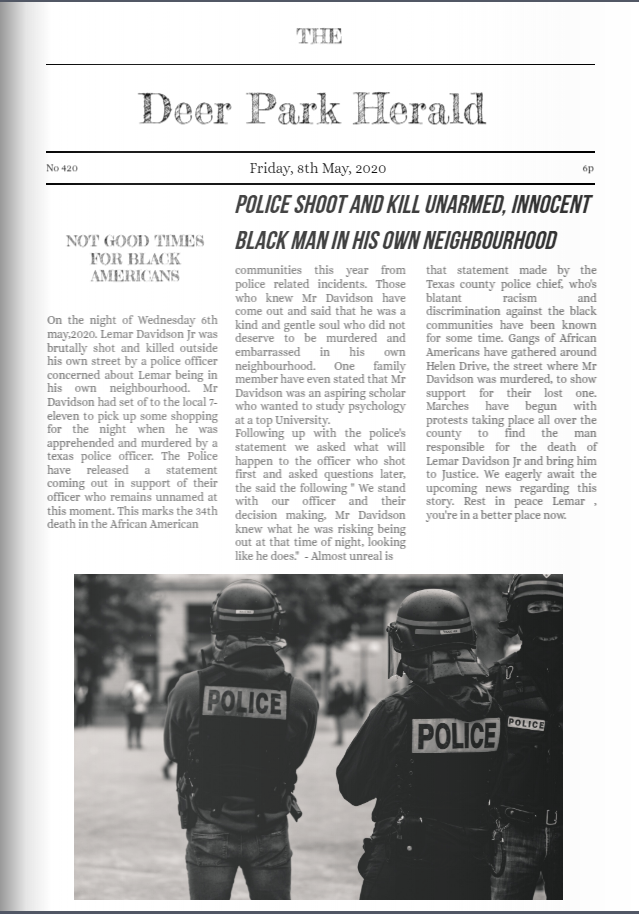 THE
Deer Park Herald
No 420
Friday, 8th May, 2020
6p
POLICE SHOOT AND KILL UNARMED, INNOCENT
BLACK MAN IN HIS OWN NEIGHBOURHOOD
NOT GOOD TIMES
FOR BLACK
AMERICANS
On the night of Wednesday 6th
may,2020. Lemar Davidson Jr was
brutally shot and killed outside
his own street by a police officer
concerned about Lemar being in
his own neighbourhood. Mr
Davidson had set of to the local 7-
eleven to pick up some shopping
for the night when he was
apprehended and murdered by a
texas police officer. The Police
have released a statement
coming out in support of their
officer who remains unnamed at
this moment. This marks the 34th
death in the African American
communities this year from
police related incidents. Those
who knew Mr Davidson have
come out and said that he was a
kind and gentle soul who did not
deserve to be murdered and
embarrassed in his own
neighbourhood. One family
member have even stated that Mr
Davidson was an aspiring scholar
who wanted to study psychology
at a top University.
Following up with the police's
statement we asked what will
happen to the officer who shot
first and asked questions later,
the said the following " We stand
with our officer and their
decision making, Mr Davidson
knew what he was risking being
out at that time of night, looking
like he does." - Almost unreal is
that statement made by the
Texas county police chief, who's
blatant racism and
discrimination against the black
communities have been known
for some time. Gangs of African
Americans have gathered around
Helen Drive, the street where Mr
Davidson was murdered, to show
support for their lost one.
Marches have begun with
protests taking place all over the
county to find the man
responsible for the death of
Lemar Davidson Jr and bring him
to Justice. We eagerly await the
upcoming news regarding this
story. Rest in peace Lemar ,
you're in a better place now.
POLICE
POLICE
POLICE